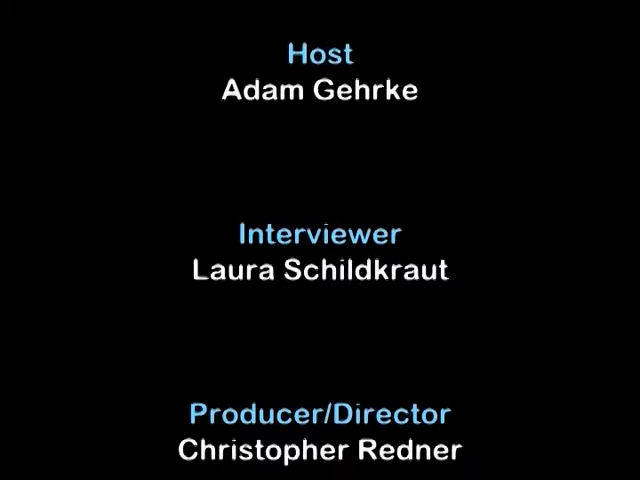 Host
Adam Gehrke
Interviewer
Laura Schildkraut
Producer/Director
Christopher Redner